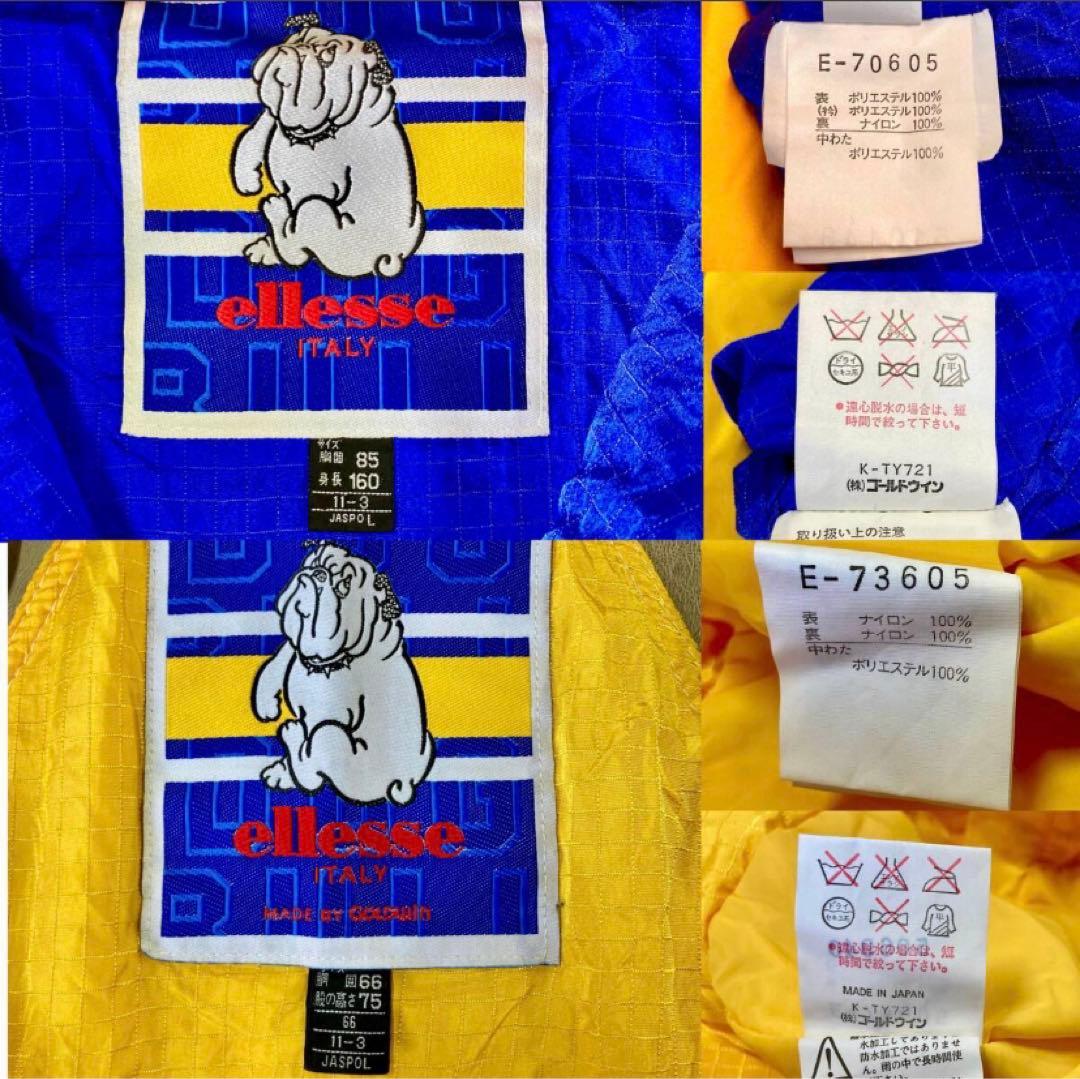 ellesse
ITALY
サイズ
胸囲 85
身長 160
11-3
JASPO L
E-70605
表 ポリエステル100%
(衿) ポリエステル100%
裏 ナイロン 100%
中わた
ポリエステル100%
ドライ
セキユ系
平
●遠心脱水の場合は、短
時間で絞って下さい。
K-TY721
(株)ゴールドウイン
取り扱い上の注意
ellesse
ITALY
MADE BY GOLDWIN
胴 囲66
股の高さ75
66
11-3
JASPOL
E-73605
表 ナイロン 100%
裏 ナイロン 100%
中わた
ポリエステル100%
ドライ
セキユ系
平
●遠心脱水の場合は、短
時間で絞って下さい。
MADE IN JAPAN
K-TY721
(株)ゴールドウイン
水加工してあります
防水加工ではありませ
ん。雨の中で長時間使